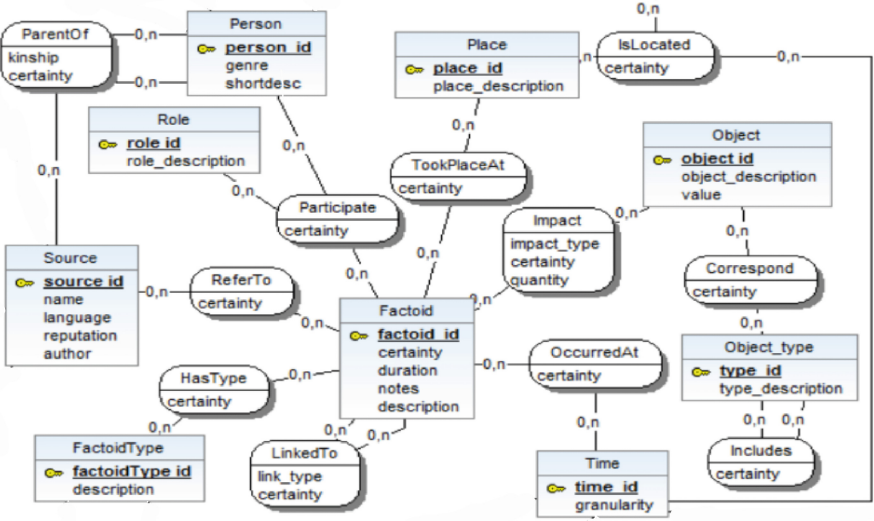 0,n
ParentOf
kinship
certainty
0,n
0,n
Person
person_id
genre
shortdesc
Place
place_id
place_description
,n
IsLocated
certainty
0,n
Role
role id
role_description
0,n
0,n
Object
object id
object_description
value
TookPlaceAt
certainty
0,n
0,n
Participate
certainty
Impact
impact_type
certainty
quantity
0,n
0,n
Source
source id
name
language
reputation
author
0,n
ReferTo
certainty
0,n
0,n
0,n
0,n
Correspond
certainty
Factoid
factoid_id
certainty
duration
notes
description
0,n
0,n
OccurredAt
certainty
Object_type
type_id
type_description
HasType
certainty
0,n
0,n
0,n
0,n
0,n
0,n
0,n
FactoidType
factoidType id
description
LinkedTo
link_type
certainty
Time
time_id
granularity
Includes
certainty